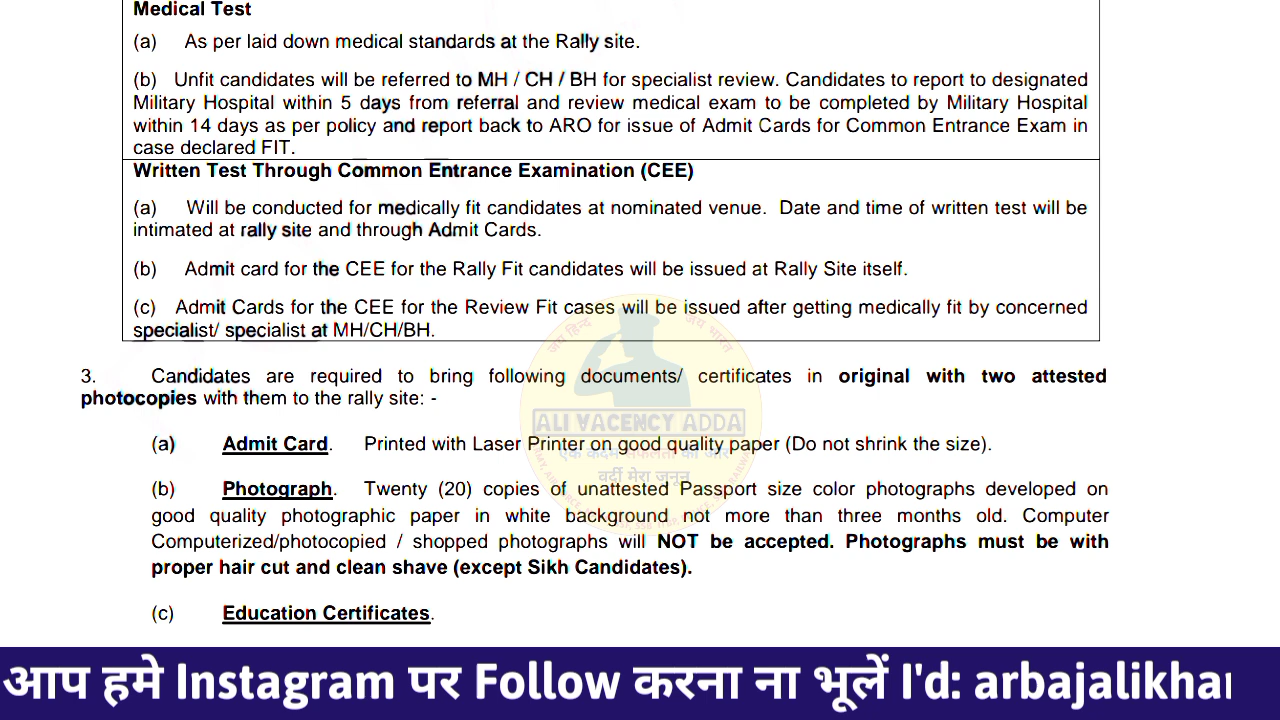 Medical Test
(a) As per laid down medical standards at the Rally site.
(b) Unfit candidates will be referred to MH / CH / BH for specialist review. Candidates to report to designated
Military Hospital within 5 days from referral and review medical exam to be completed by Military Hospital
within 14 days as per policy and report back to ARO for issue of Admit Cards for Common Entrance Exam in
case declared FIT.
Written Test Through Common Entrance Examination (CEE)
(a) Will be conducted for medically fit candidates at nominated venue. Date and time of written test will be
intimated at rally site and through Admit Cards.
(b) Admit card for the CEE for the Rally Fit candidates will be issued at Rally Site itself.
(c) Admit Cards for the CEE for the Review Fit cases will be issued after getting medically fit by concerned
specialist/ specialist at MH/CH/BH.
3. Candidates are required to bring following documents/ certificates in original with two attested
photocopies with them to the rally site: -
जय हिन्द
जय भारत
ALI VACENCY ADDA
एक कदम सफलता की ओर
वर्दी मेरा जनून
(a) Admit Card. Printed with Laser Printer on good quality paper (Do not shrink the size).
(b) Photograph. Twenty (20) copies of unattested Passport size color photographs developed on
good quality photographic paper in white background not more than three months old. Computer
Computerized/photocopied / shopped photographs will NOT be accepted. Photographs must be with
proper hair cut and clean shave (except Sikh Candidates).
(c) Education Certificates.
आप हमे Instagram पर Follow करना ना भूलें I'd: arbajalikha